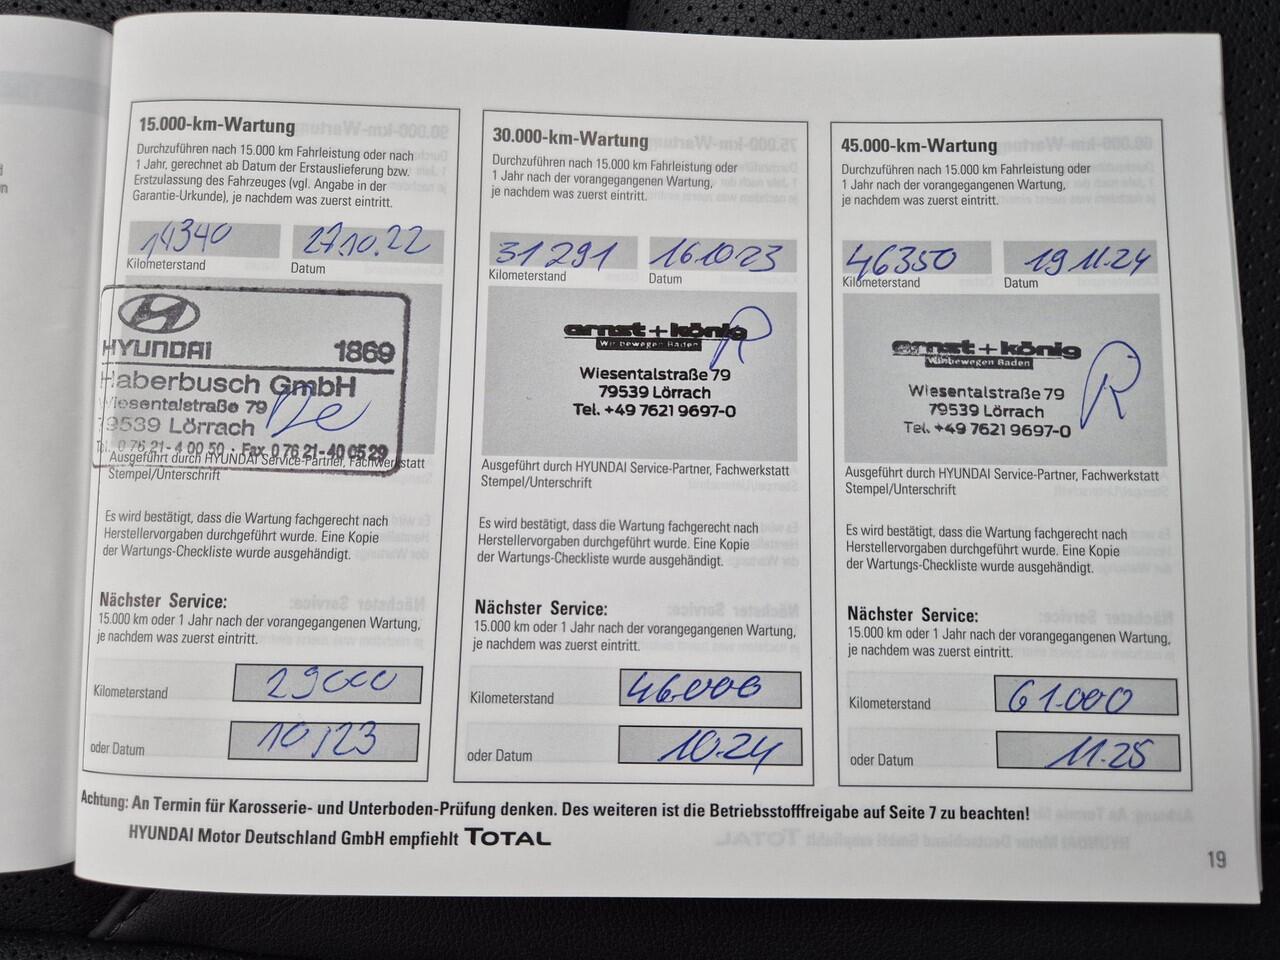 15.000-km-Wartung
Durchzuführen nach 15.000 km Fahrleistung oder nach
1 Jahr, gerechnet ab Datum der Erstauslieferung bzw.
Erstzulassung des Fahrzeuges (vgl. Angabe in der
Garantie-Urkunde), je nachdem was zuerst eintritt.
14340 27.10.22
Kilometerstand Datum
HYUNDAI 1869
Haberbusch GmbH
Wiesentalstraße 79
79539 Lörrach
Tel. 0 76 21-4 00 50 · Fax 0 76 21-40 05 29
Ausgeführt durch HYUNDAI Service-Partner, Fachwerkstatt
Stempel/Unterschrift
Es wird bestätigt, dass die Wartung fachgerecht nach
Herstellervorgaben durchgeführt wurde. Eine Kopie
der Wartungs-Checkliste wurde ausgehändigt.
Nächster Service:
15.000 km oder 1 Jahr nach der vorangegangenen Wartung,
je nachdem was zuerst eintritt.
Kilometerstand 29000
oder Datum 10/23
30.000-km-Wartung
Durchzuführen nach 15.000 km Fahrleistung oder
1 Jahr nach der vorangegangenen Wartung,
je nachdem was zuerst eintritt.
31291 16.10.23
Kilometerstand Datum
ernst+könig
Wir bewegen Baden
Wiesentalstraße 79
79539 Lörrach
Tel. +49 7621 9697-0
Ausgeführt durch HYUNDAI Service-Partner, Fachwerkstatt
Stempel/Unterschrift
Es wird bestätigt, dass die Wartung fachgerecht nach
Herstellervorgaben durchgeführt wurde. Eine Kopie
der Wartungs-Checkliste wurde ausgehändigt.
Nächster Service:
15.000 km oder 1 Jahr nach der vorangegangenen Wartung,
je nachdem was zuerst eintritt.
Kilometerstand 46.000
oder Datum 10.24
45.000-km-Wartung
Durchzuführen nach 15.000 km Fahrleistung oder
1 Jahr nach der vorangegangenen Wartung,
je nachdem was zuerst eintritt.
46350 19.11.24
Kilometerstand Datum
ernst+könig
Wir bewegen Baden
Wiesentalstraße 79
79539 Lörrach
Tel. +49 7621 9697-0
Ausgeführt durch HYUNDAI Service-Partner, Fachwerkstatt
Stempel/Unterschrift
Es wird bestätigt, dass die Wartung fachgerecht nach
Herstellervorgaben durchgeführt wurde. Eine Kopie
der Wartungs-Checkliste wurde ausgehändigt.
Nächster Service:
15.000 km oder 1 Jahr nach der vorangegangenen Wartung,
je nachdem was zuerst eintritt.
Kilometerstand 61.000
oder Datum 11.25
Achtung: An Termin für Karosserie- und Unterboden-Prüfung denken. Des weiteren ist die Betriebsstofffreigabe auf Seite 7 zu beachten!
HYUNDAI Motor Deutschland GmbH empfiehlt TOTAL
19